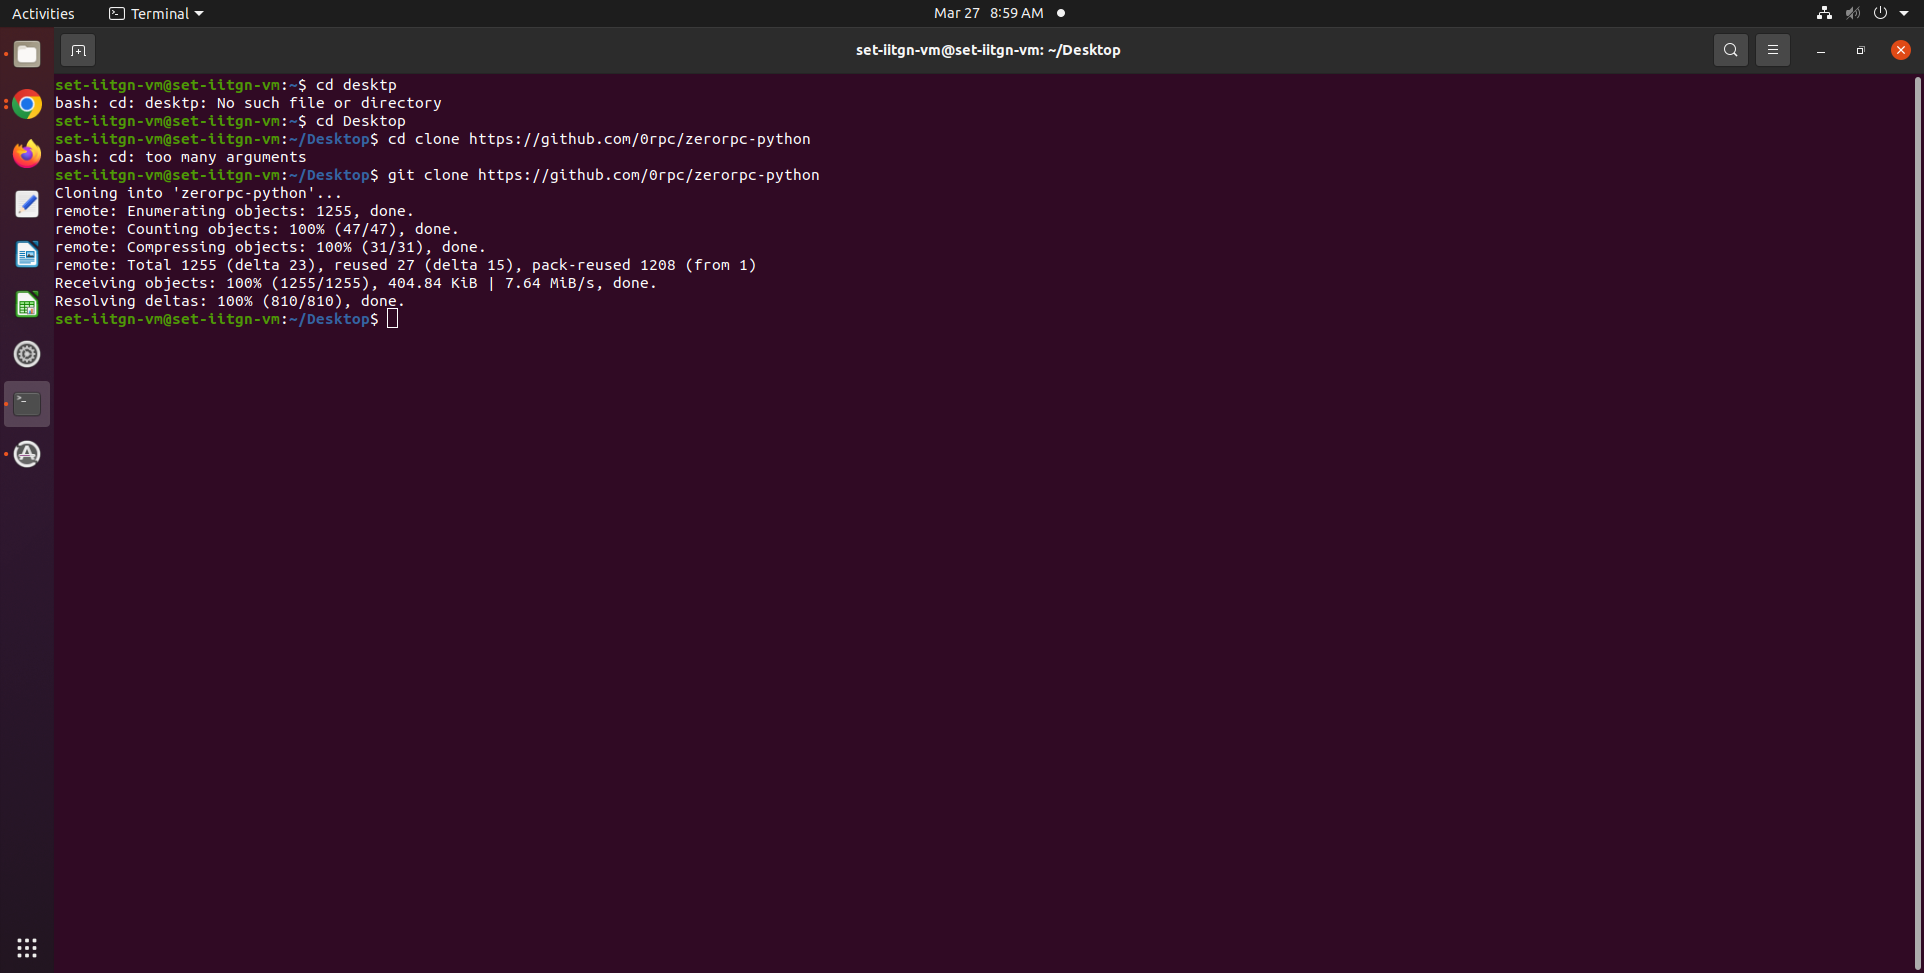 Activities Terminal Mar 27 8:59 AM
set-iitgn-vm@set-iitgn-vm: ~/Desktop
set-iitgn-vm@set-iitgn-vm:~$ cd desktp
bash: cd: desktp: No such file or directory
set-iitgn-vm@set-iitgn-vm:~$ cd Desktop
set-iitgn-vm@set-iitgn-vm:~/Desktop$ cd clone https://github.com/0rpc/zerorpc-python
bash: cd: too many arguments
set-iitgn-vm@set-iitgn-vm:~/Desktop$ git clone https://github.com/0rpc/zerorpc-python
Cloning into 'zerorpc-python'...
remote: Enumerating objects: 1255, done.
remote: Counting objects: 100% (47/47), done.
remote: Compressing objects: 100% (31/31), done.
remote: Total 1255 (delta 23), reused 27 (delta 15), pack-reused 1208 (from 1)
Receiving objects: 100% (1255/1255), 404.84 KiB | 7.64 MiB/s, done.
Resolving deltas: 100% (810/810), done.
set-iitgn-vm@set-iitgn-vm:~/Desktop$